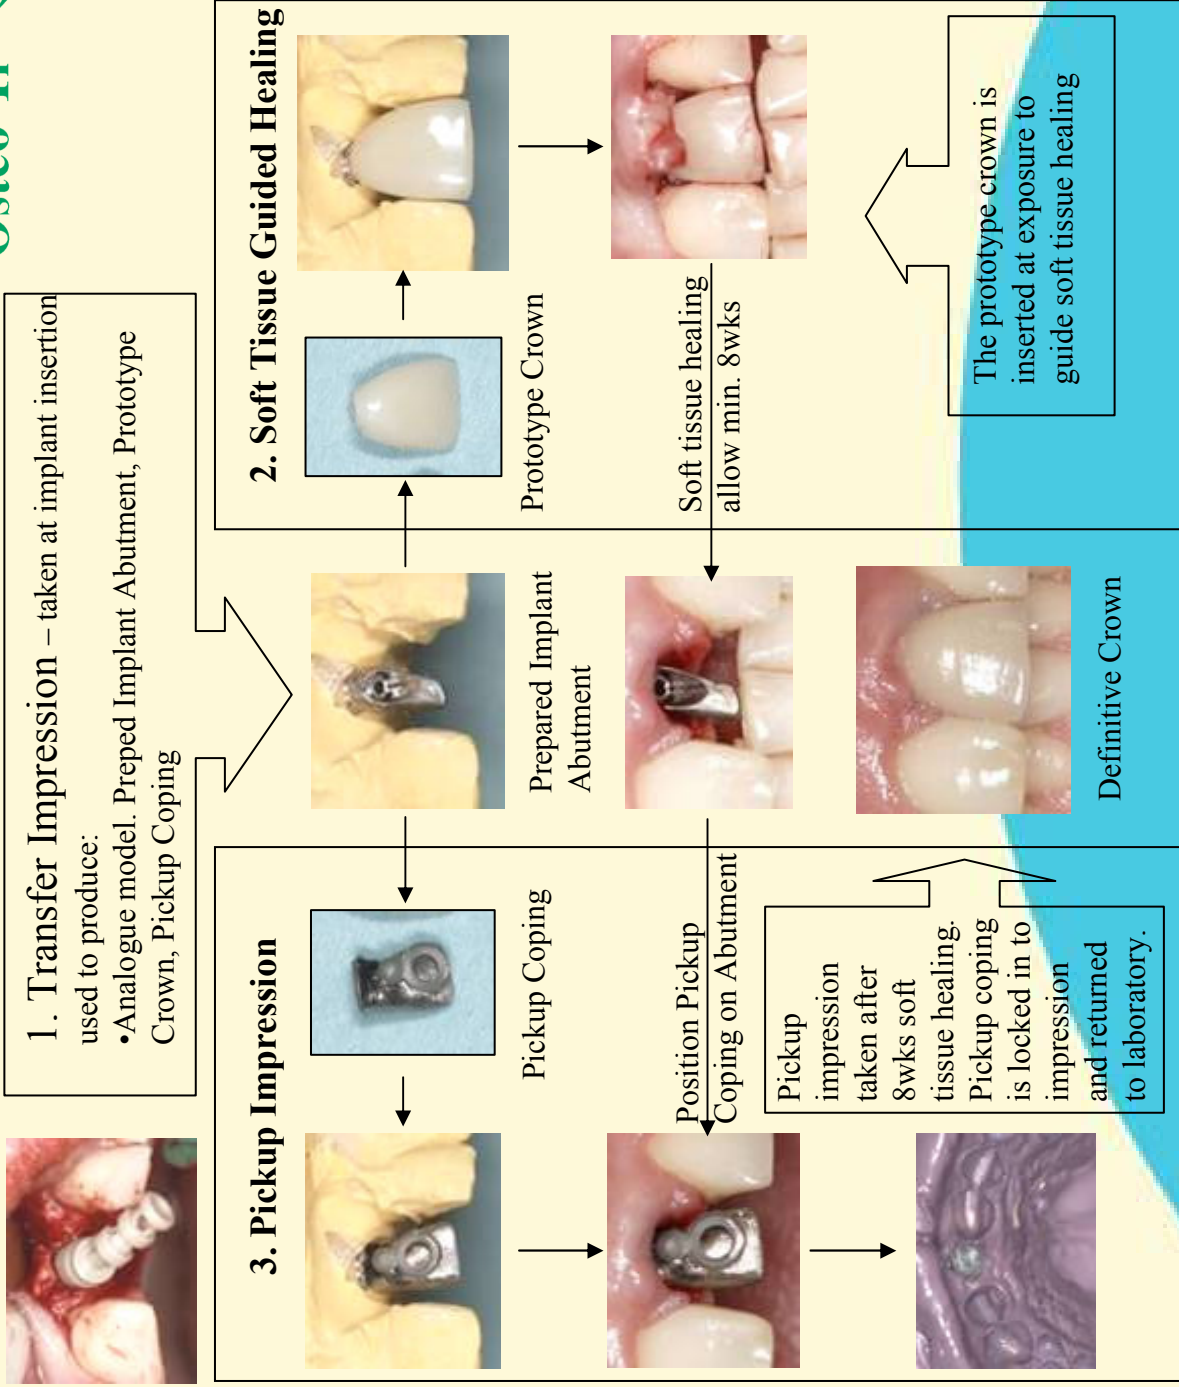 1. Transfer Impression – taken at implant insertion
used to produce:
•Analogue model. Preped Implant Abutment, Prototype
Crown, Pickup Coping
3. Pickup Impression
Pickup Coping
Position Pickup
Coping on Abutment
Pickup
impression
taken after
8wks soft
tissue healing.
Pickup coping
is locked in to
impression
and returned
to laboratory.
Prepared Implant
Abutment
Definitive Crown
2. Soft Tissue Guided Healing
Prototype Crown
Soft tissue healing
allow min. 8wks
The prototype crown is
inserted at exposure to
guide soft tissue healing